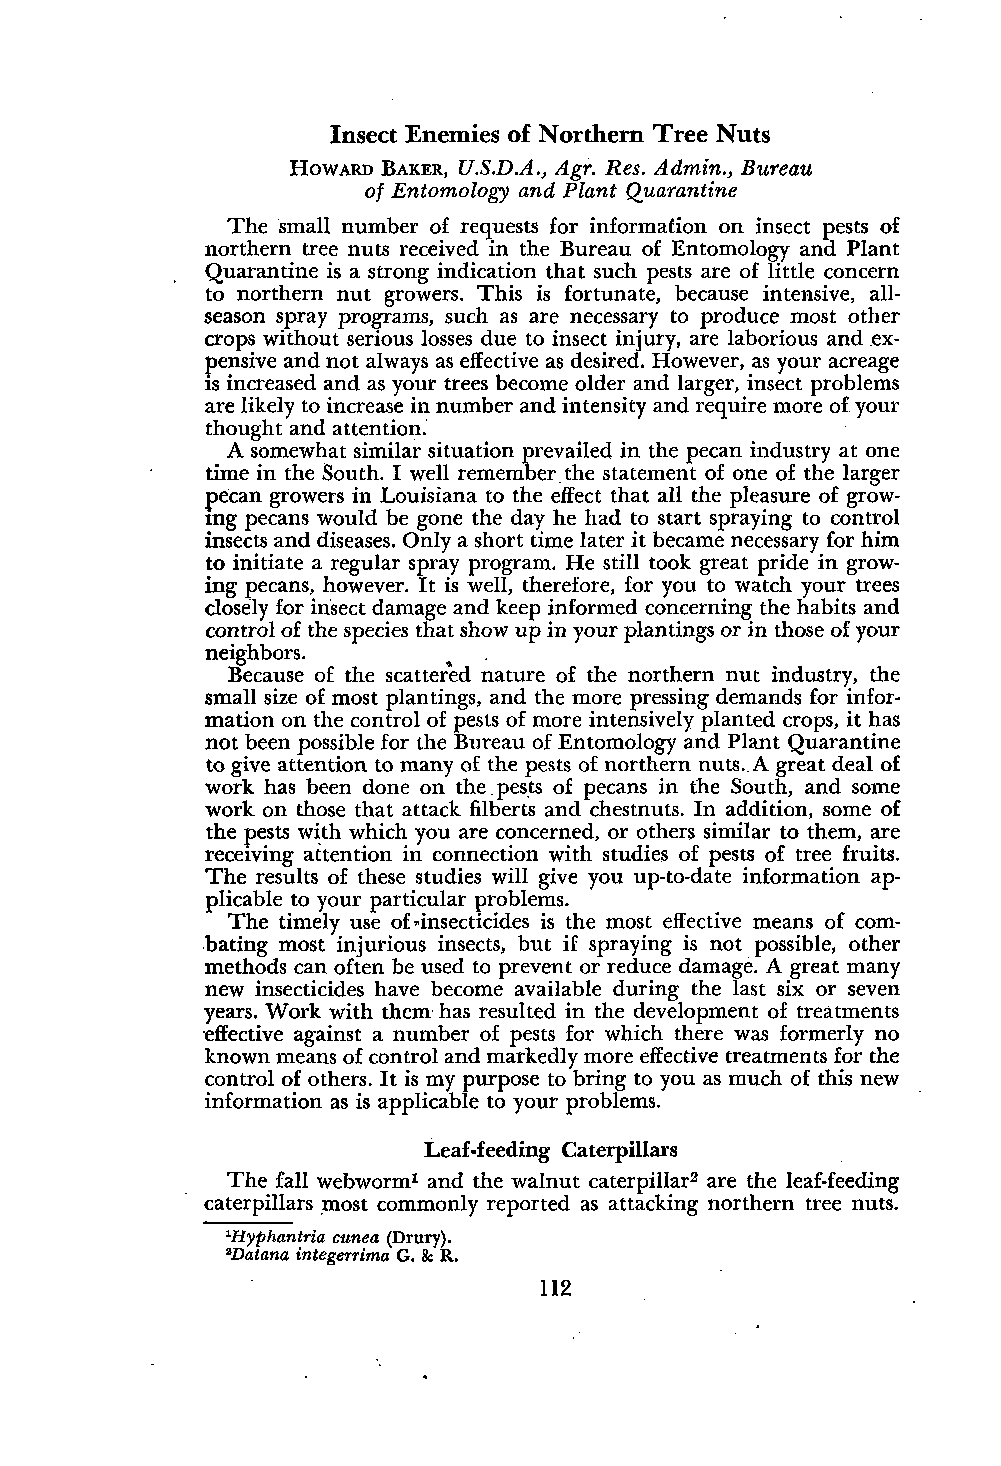 Insect Enemies of Northern Tree Nuts
HOWARD BAKER, U.S.D.A., Agr. Res. Admin., Bureau
of Entomology and Plant Quarantine
The small number of requests for information on insect pests of
northern tree nuts received in the Bureau of Entomology and Plant
Quarantine is a strong indication that such pests are of little concern
to northern nut growers. This is fortunate, because intensive, all-
season spray programs, such as are necessary to produce most other
crops without serious losses due to insect injury, are laborious and ex-
pensive and not always as effective as desired. However, as your acreage
is increased and as your trees become older and larger, insect problems
are likely to increase in number and intensity and require more of your
thought and attention.
A somewhat similar situation prevailed in the pecan industry at one
time in the South. I well remember the statement of one of the larger
pecan growers in Louisiana to the effect that all the pleasure of grow-
ing pecans would be gone the day he had to start spraying to control
insects and diseases. Only a short time later it became necessary for him
to initiate a regular spray program. He still took great pride in grow-
ing pecans, however. It is well, therefore, for you to watch your trees
closely for insect damage and keep informed concerning the habits and
control of the species that show up in your plantings or in those of your
neighbors.
Because of the scattered nature of the northern nut industry, the
small size of most plantings, and the more pressing demands for infor-
mation on the control of pests of more intensively planted crops, it has
not been possible for the Bureau of Entomology and Plant Quarantine
to give attention to many of the pests of northern nuts. A great deal of
work has been done on the pests of pecans in the South, and some
work on those that attack filberts and chestnuts. In addition, some of
the pests with which you are concerned, or others similar to them, are
receiving attention in connection with studies of pests of tree fruits.
The results of these studies will give you up-to-date information ap-
plicable to your particular problems.
The timely use of insecticides is the most effective means of com-
bating most injurious insects, but if spraying is not possible, other
methods can often be used to prevent or reduce damage. A great many
new insecticides have become available during the last six or seven
years. Work with them has resulted in the development of treatments
effective against a number of pests for which there was formerly no
known means of control and markedly more effective treatments for the
control of others. It is my purpose to bring to you as much of this new
information as is applicable to your problems.
Leaf-feeding Caterpillars
The fall webworm¹ and the walnut caterpillar² are the leaf-feeding
caterpillars most commonly reported as attacking northern tree nuts.
¹Hyphantria cunea (Drury).
²Datana integerrima G. & R.
112